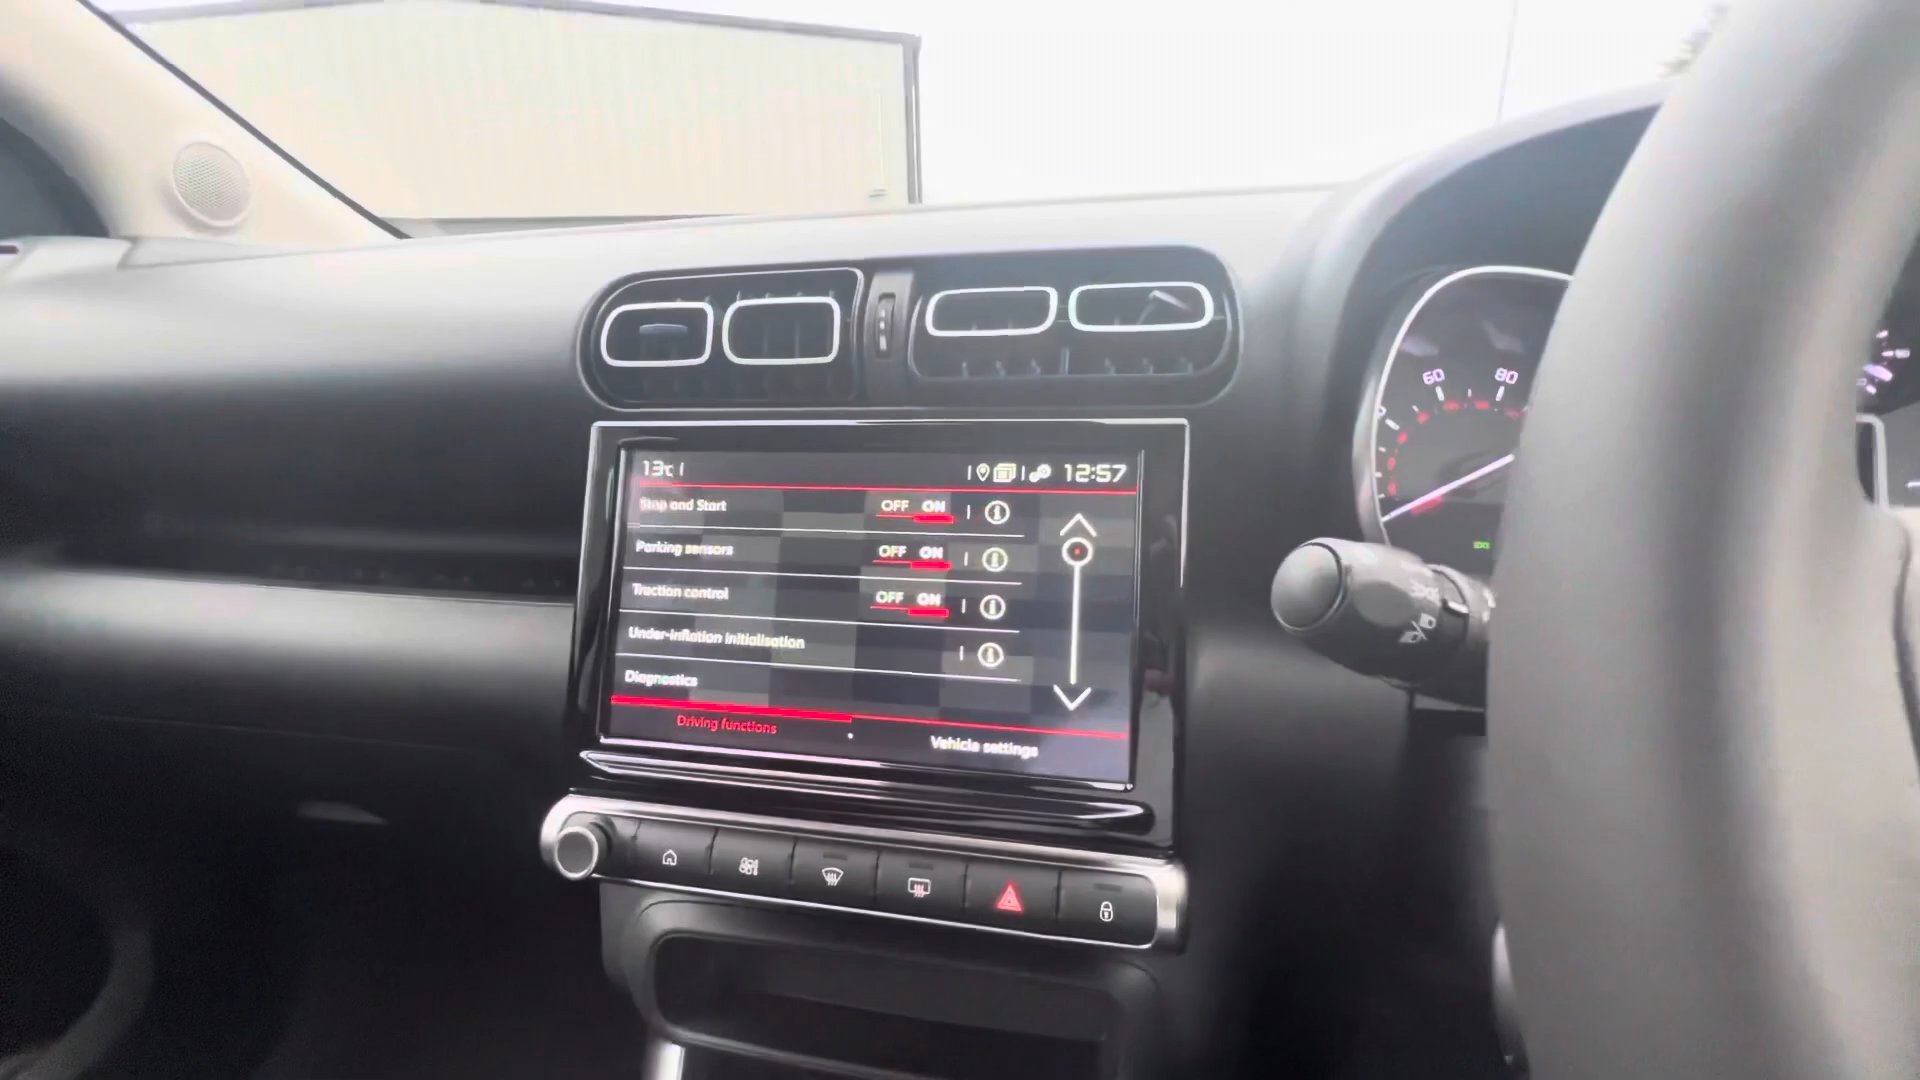 60 80
13°C
12:57
Stop and Start OFF ON
Parking sensors OFF ON
Traction control OFF ON
Under-inflation initialisation
Diagnostics
Driving functions
Vehicle settings